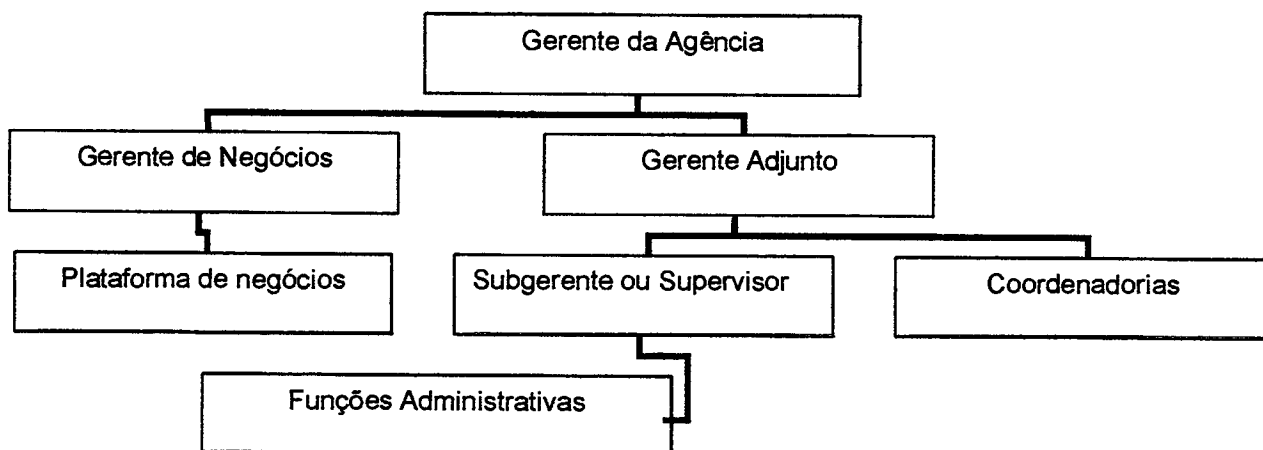 Gerente da Agência
Gerente de Negócios
Gerente Adjunto
Plataforma de negócios
Subgerente ou Supervisor
Coordenadorias
Funções Administrativas